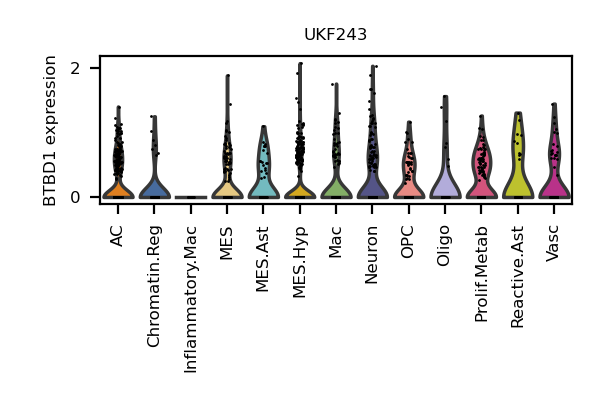 UKF243
BTBD1 expression
2
0
AC
Chromatin.Reg
Inflammatory.Mac
MES
MES.Ast
MES.Hyp
Mac
Neuron
OPC
Oligo
Prolif.Metab
Reactive.Ast
Vasc